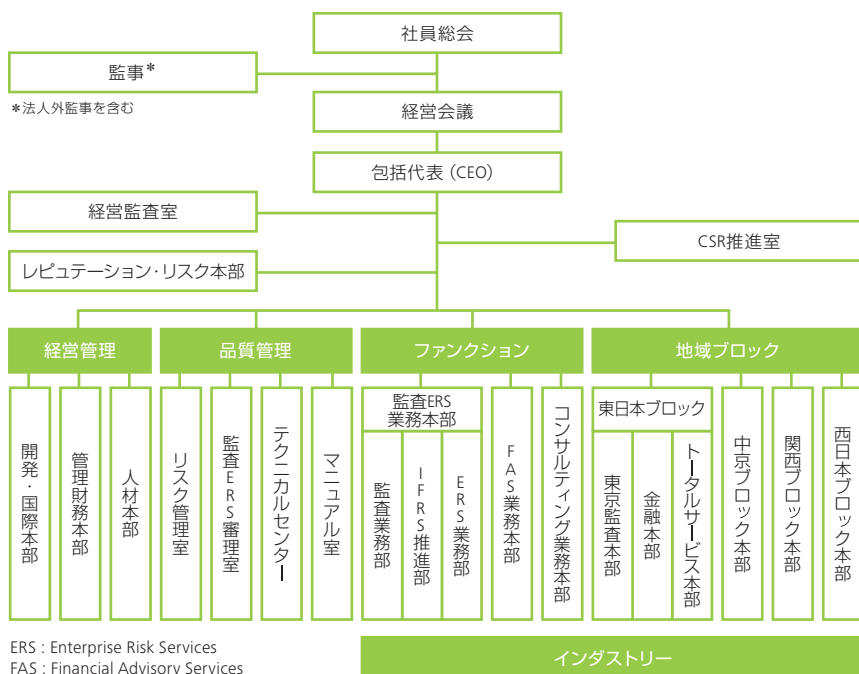 社員総会
監事*
*法人外監事を含む
経営会議
包括代表（CEO）
経営監査室
CSR推進室
レピュテーション・リスク本部
経営管理
品質管理
ファンクション
地域ブロック
開発・国際本部
管理財務本部
人材本部
リスク管理室
監査ERS審理室
テクニカルセンター
マニュアル室
監査ERS
業務本部
監査業務部
IFRS推進部
ERS業務部
FAS業務本部
コンサルティング業務本部
東日本ブロック
東京監査本部
金融本部
トータルサービス本部
中京ブロック本部
関西ブロック本部
西日本ブロック本部
ERS : Enterprise Risk Services
FAS : Financial Advisory Services
インダストリー